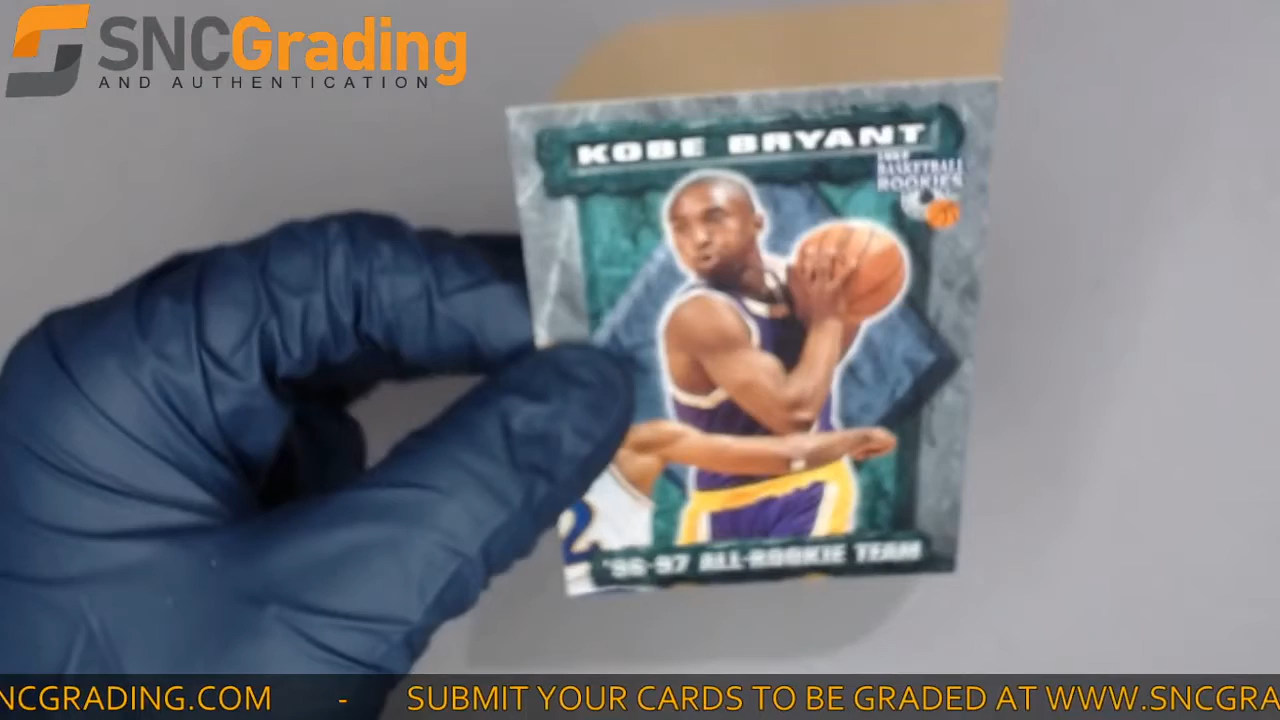 SNCGrading
AND AUTHENTICATION
KOBE BRYANT
BASKETBALL
ROOKIES
'96-97 ALL-ROOKIE TEAM
NCGRADING.COM - SUBMIT YOUR CARDS TO BE GRADED AT WWW.SNCGRA